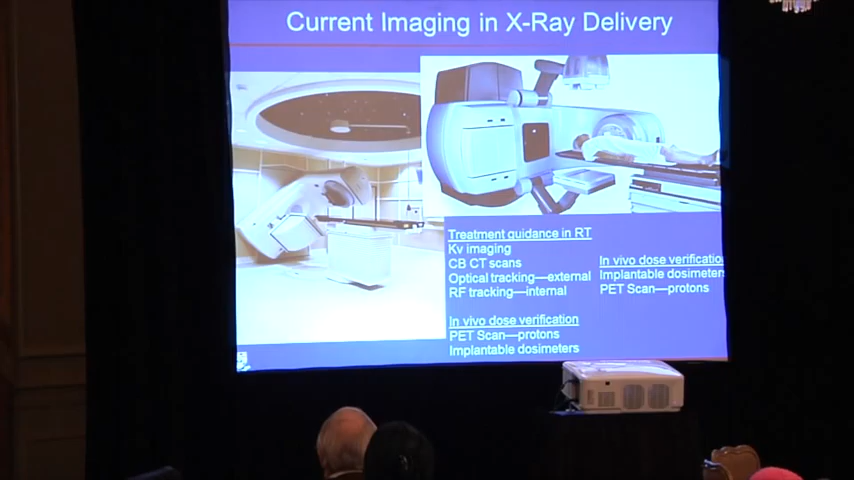 Current Imaging in X-Ray Delivery
Treatment guidance in RT
Kv imaging
CB CT scans
Optical tracking—external
RF tracking—internal
In vivo dose verification
PET Scan—protons
Implantable dosimeters
In vivo dose verificatio
Implantable dosimeters
PET Scan—protons